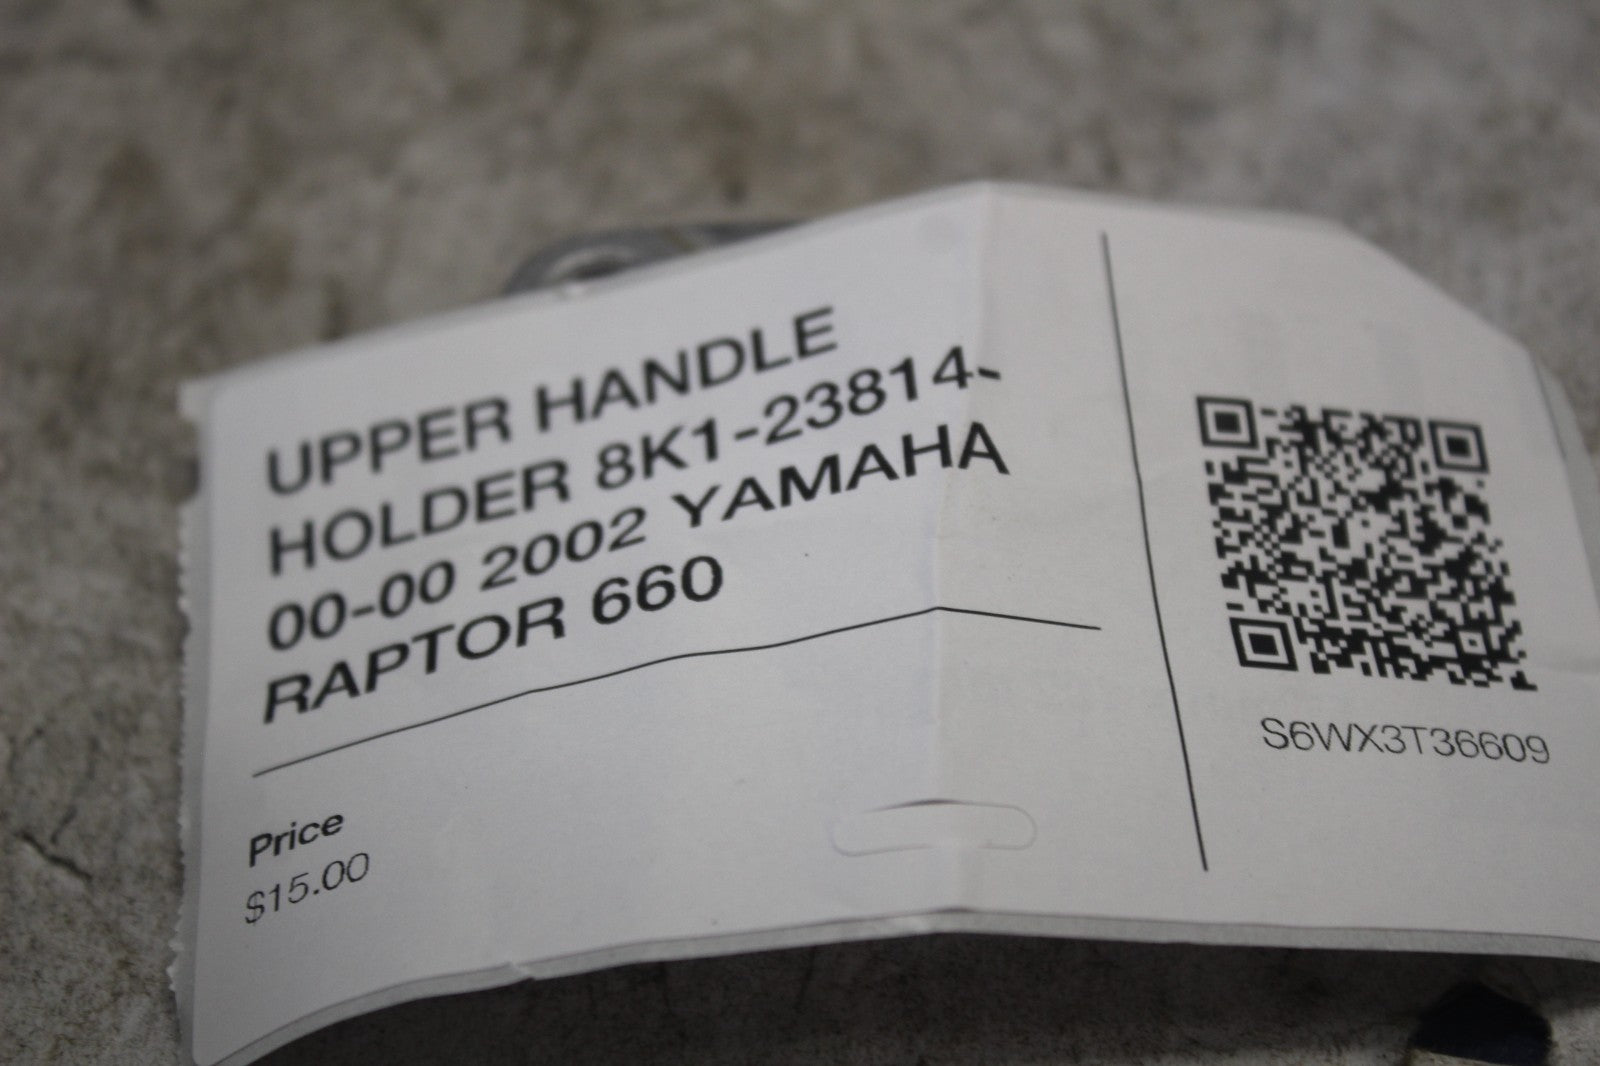 UPPER HANDLE
HOLDER 8K1-23814-
00-00 2002 YAMAHA
RAPTOR 660
Price
$15.00
S6WX3T36609